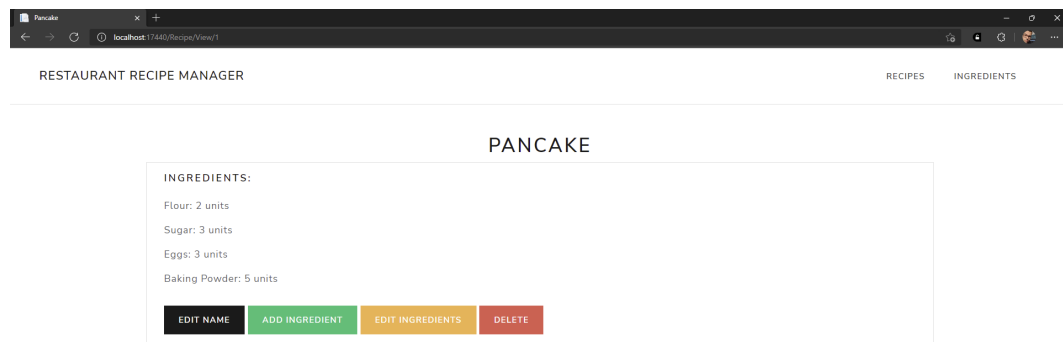 Pancake
localhost:17440/Recipe/View/1
RESTAURANT RECIPE MANAGER RECIPES INGREDIENTS
PANCAKE
INGREDIENTS:
Flour: 2 units
Sugar: 3 units
Eggs: 3 units
Baking Powder: 5 units
EDIT NAME ADD INGREDIENT EDIT INGREDIENTS DELETE